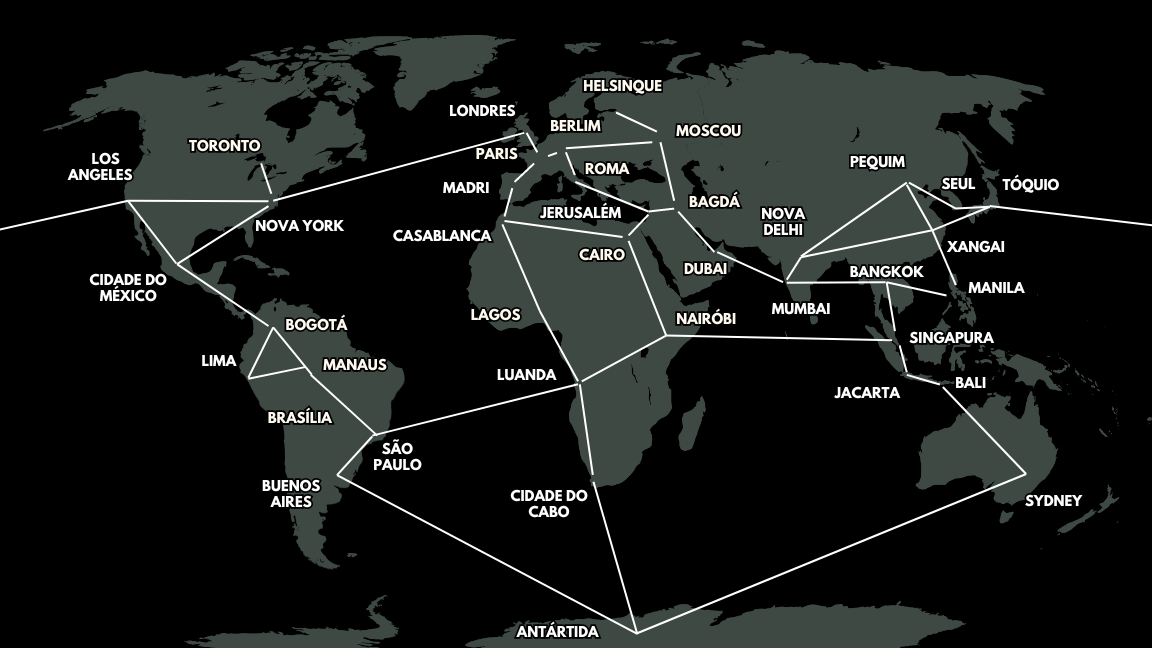 HELSINQUE
LONDRES
BERLIM
MOSCOU
TORONTO
PARIS
LOS
ANGELES
ROMA
PEQUIM
MADRI
SEUL
TÓQUIO
BAGDÁ
JERUSALÉM
NOVA
DELHI
NOVA YORK
CASABLANCA
CAIRO
XANGAI
DUBAI
BANGKOK
CIDADE DO
MÉXICO
MANILA
MUMBAI
LAGOS
NAIRÓBI
BOGOTÁ
SINGAPURA
LIMA
MANAUS
LUANDA
BALI
JACARTA
BRASÍLIA
SÃO
PAULO
BUENOS
AIRES
CIDADE DO
CABO
SYDNEY
ANTÁRTIDA